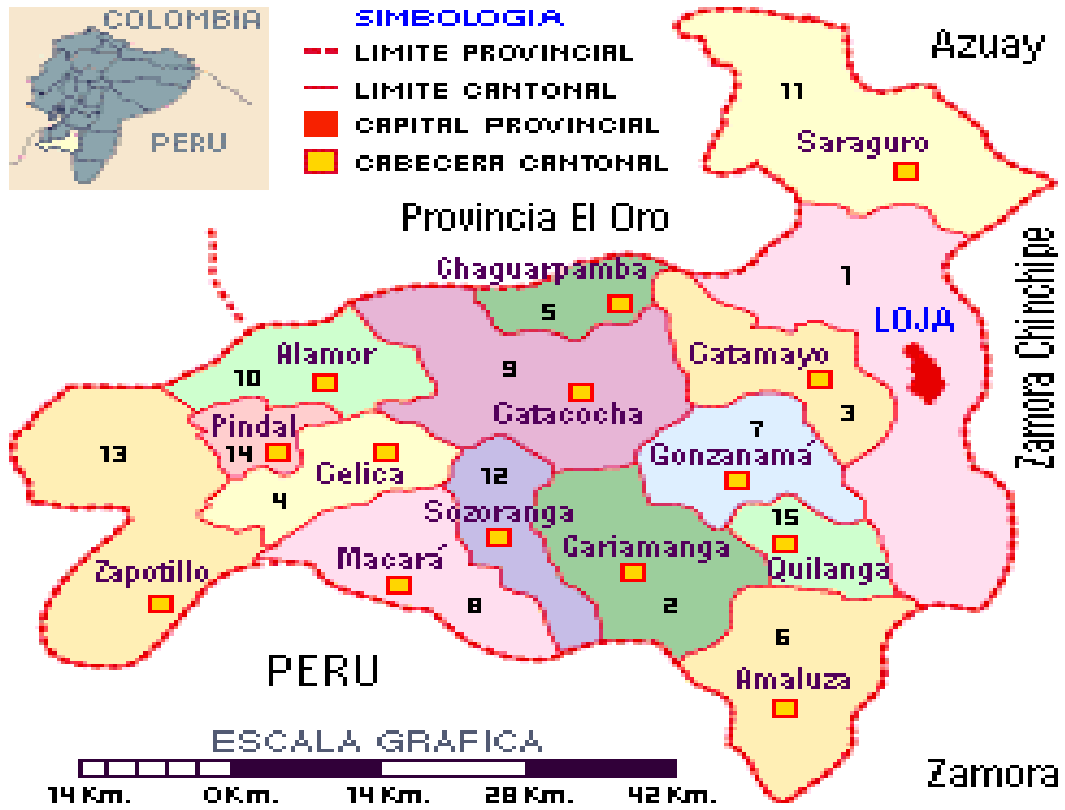 COLOMBIA
PERU
SIMBOLOGIA
LIMITE PROVINCIAL
LIMITE CANTONAL
CAPITAL PROVINCIAL
CABECERA CANTONAL
Azuay
11
Saraguro
Provincia El Oro
Zamora Chinchipe
1
LOJA
Chaguarpamba
5
Alamor
10
9
Catacocha
Catamayo
3
7
Gonzanamá
Pindal
14
13
Celica
4
12
Sozoranga
15
Quilanga
Cariamanga
2
Macará
8
Zapotillo
6
Amaluza
PERU
ESCALA GRAFICA
14 Km. 0Km. 14 Km. 28 Km. 42 Km.
Zamora